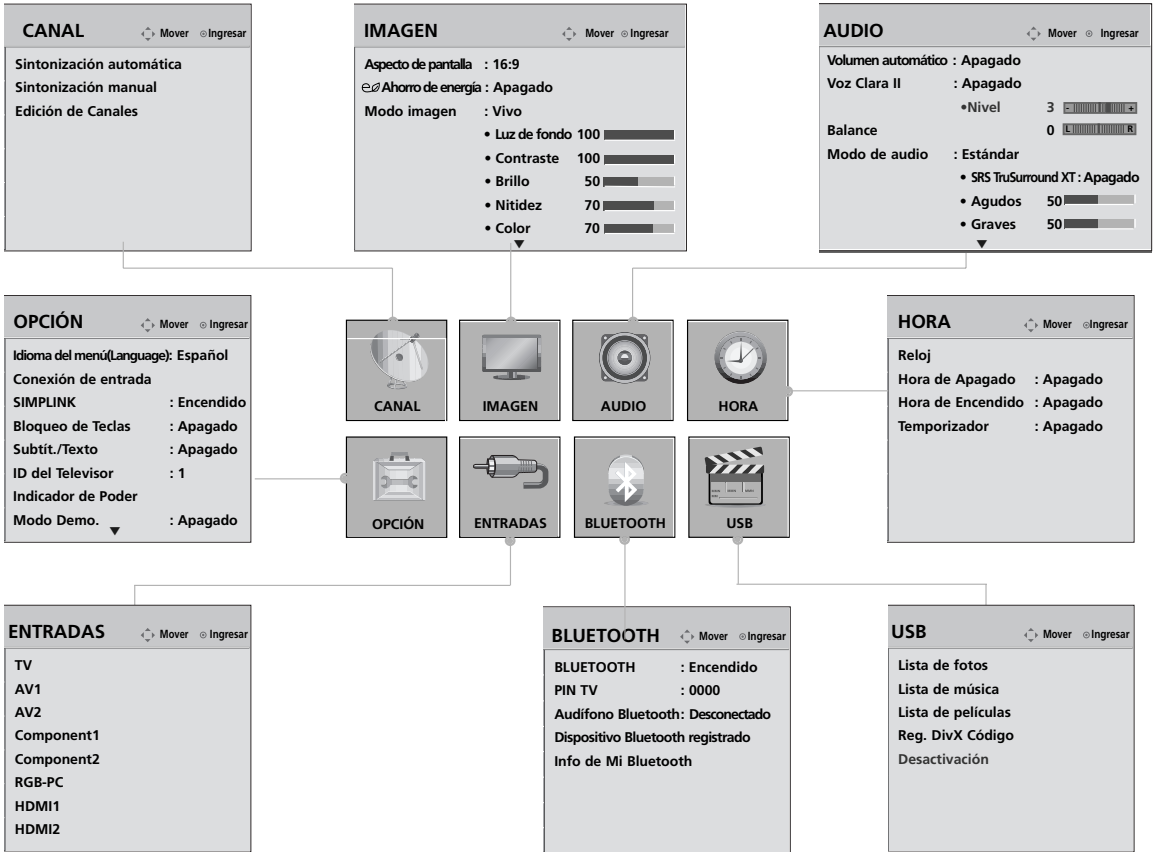 CANAL
Mover Ingresar
Sintonización automática
Sintonización manual
Edición de Canales
IMAGEN
Mover Ingresar
Aspecto de pantalla : 16:9
Ahorro de energía : Apagado
Modo imagen : Vivo
• Luz de fondo 100
• Contraste 100
• Brillo 50
• Nitidez 70
• Color 70
AUDIO
Mover Ingresar
Volumen automático : Apagado
Voz Clara II : Apagado
•Nivel 3 - +
Balance 0 L R
Modo de audio : Estándar
• SRS TruSurround XT : Apagado
• Agudos 50
• Graves 50
OPCIÓN
Mover Ingresar
Idioma del menú(Language): Español
Conexión de entrada
SIMPLINK : Encendido
Bloqueo de Teclas : Apagado
Subtít./Texto : Apagado
ID del Televisor : 1
Indicador de Poder
Modo Demo. : Apagado
CANAL
IMAGEN
AUDIO
HORA
OPCIÓN
ENTRADAS
BLUETOOTH
USB
HORA
Mover Ingresar
Reloj
Hora de Apagado : Apagado
Hora de Encendido : Apagado
Temporizador : Apagado
ENTRADAS
Mover Ingresar
TV
AV1
AV2
Component1
Component2
RGB-PC
HDMI1
HDMI2
BLUETOOTH
Mover Ingresar
BLUETOOTH : Encendido
PIN TV : 0000
Audífono Bluetooth: Desconectado
Dispositivo Bluetooth registrado
Info de Mi Bluetooth
USB
Mover Ingresar
Lista de fotos
Lista de música
Lista de películas
Reg. DivX Código
Desactivación